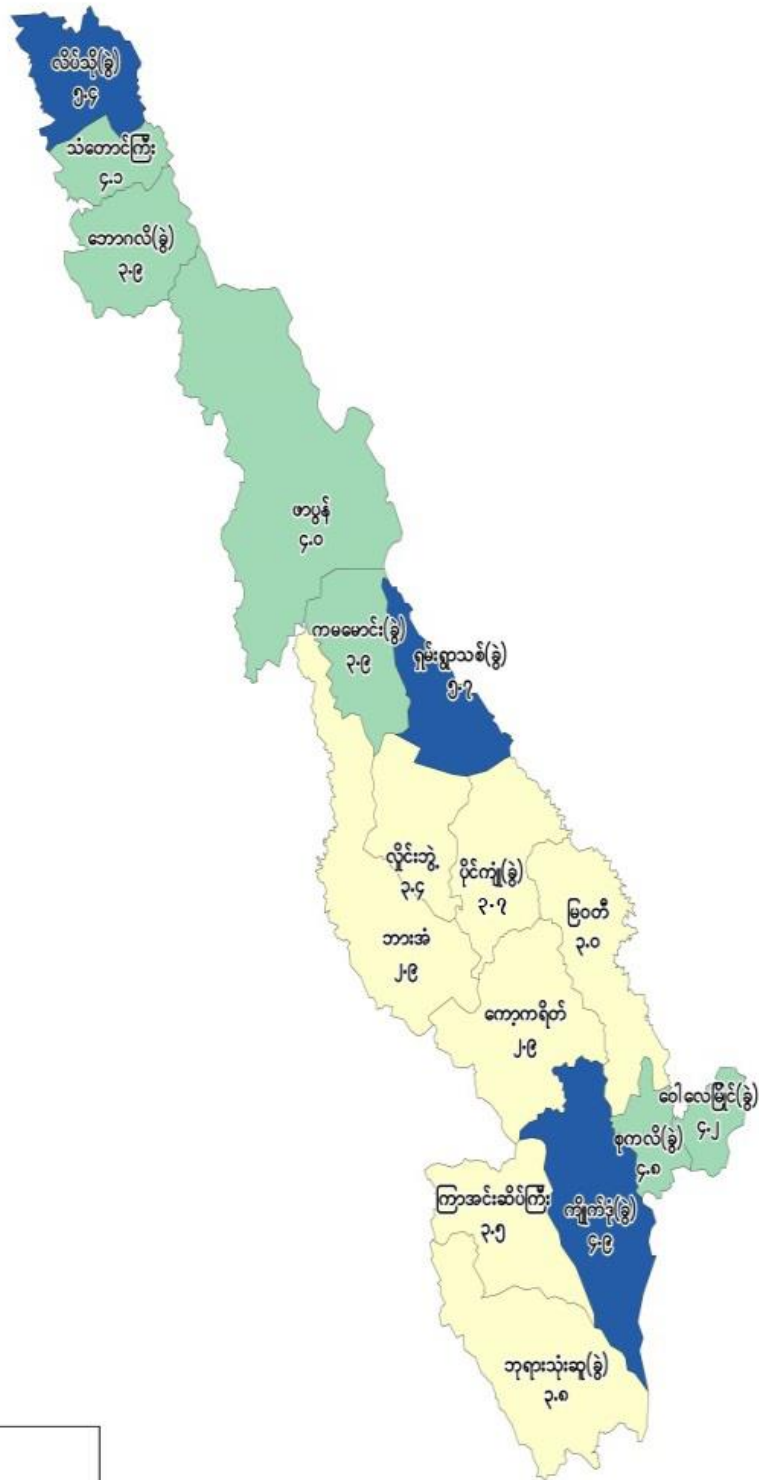 လိပ်သို(ခွဲ)
၅.၄
သံတောင်ကြီး
၄.၁
ဘောဂလိ(ခွဲ)
၃.၉
ဖာပွန်
၄.၀
ကမမောင်း(ခွဲ)
၃.၉
ရှမ်းရွာသစ်(ခွဲ)
၅.၇
လှိုင်းဘွဲ့
၃.၄
ပိုင်ကျုံ(ခွဲ)
၃.၇
မြဝတီ
၃.၀
ဘားအံ
၂.၉
ကော့ကရိတ်
၂.၉
ဝေါလေမြိုင်(ခွဲ)
၄.၂
စုကလိ(ခွဲ)
၄.၈
ကြာအင်းဆိပ်ကြီး
၃.၅
ကျိုက်ဒုံ(ခွဲ)
၄.၉
ဘုရားသုံးဆူ(ခွဲ)
၃.၈